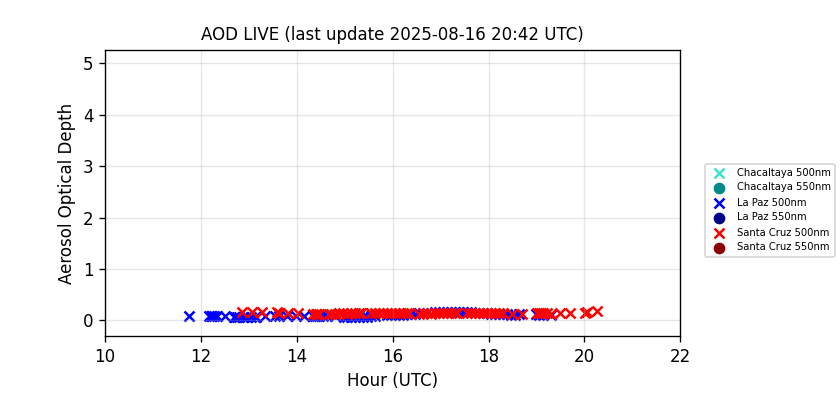 AOD LIVE (last update 2025-08-16 20:42 UTC)
Aerosol Optical Depth
5
4
3
2
1
0
10 12 14 16 18 20 22
Hour (UTC)
Chacaltaya 500nm
Chacaltaya 550nm
La Paz 500nm
La Paz 550nm
Santa Cruz 500nm
Santa Cruz 550nm